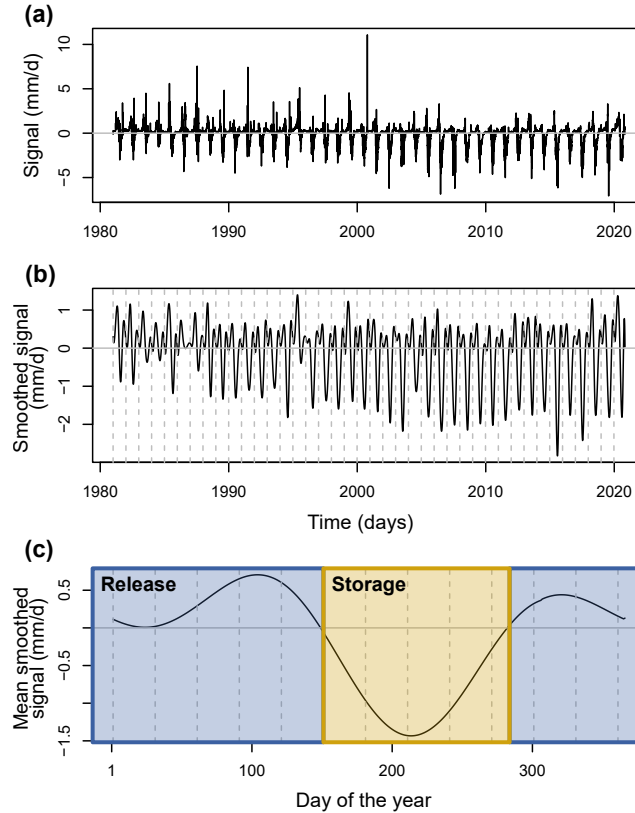 (a)
Signal (mm/d)
10
5
0
−5
1980
1990
2000
2010
2020
(b)
Smoothed signal
(mm/d)
1
0
−1
−2
1980
1990
2000
2010
2020
Time (days)
(c)
Release
Storage
Mean smoothed
signal (mm/d)
0.5
−0.5
−1.5
1
100
200
300
Day of the year